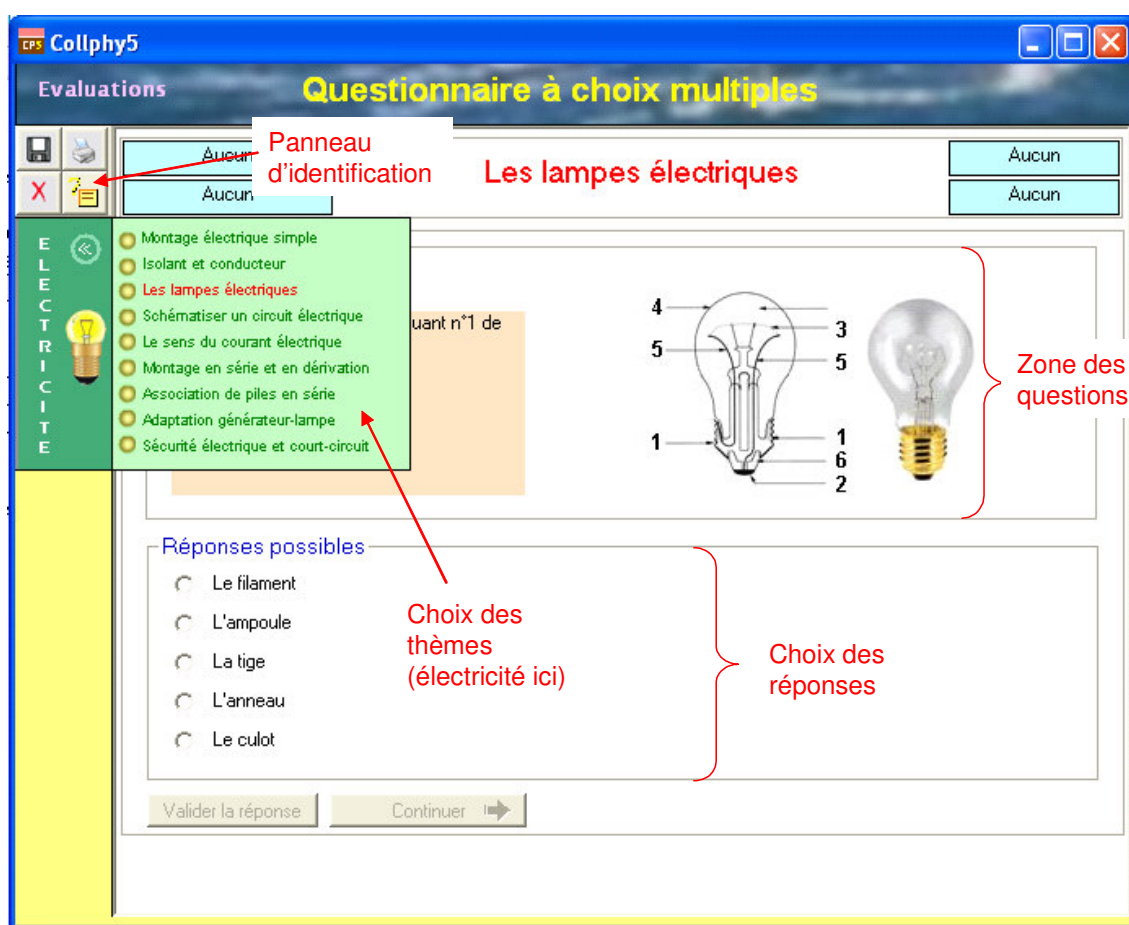 CPS Collphy5
Evaluations
Questionnaire à choix multiples
Panneau
d'identification
Aucun
Aucun
Les lampes électriques
Aucun
Aucun
ELECTRICITE
Montage électrique simple
Isolant et conducteur
Les lampes électriques
Schématiser un circuit électrique
Le sens du courant électrique
Montage en série et en dérivation
Association de piles en série
Adaptation générateur-lampe
Sécurité électrique et court-circuit
uant n°1 de
4
3
5
5
1
1
6
2
Zone des
questions
Réponses possibles
Le filament
L'ampoule
La tige
L'anneau
Le culot
Choix des
thèmes
(électricité ici)
Choix des
réponses
Valider la réponse
Continuer